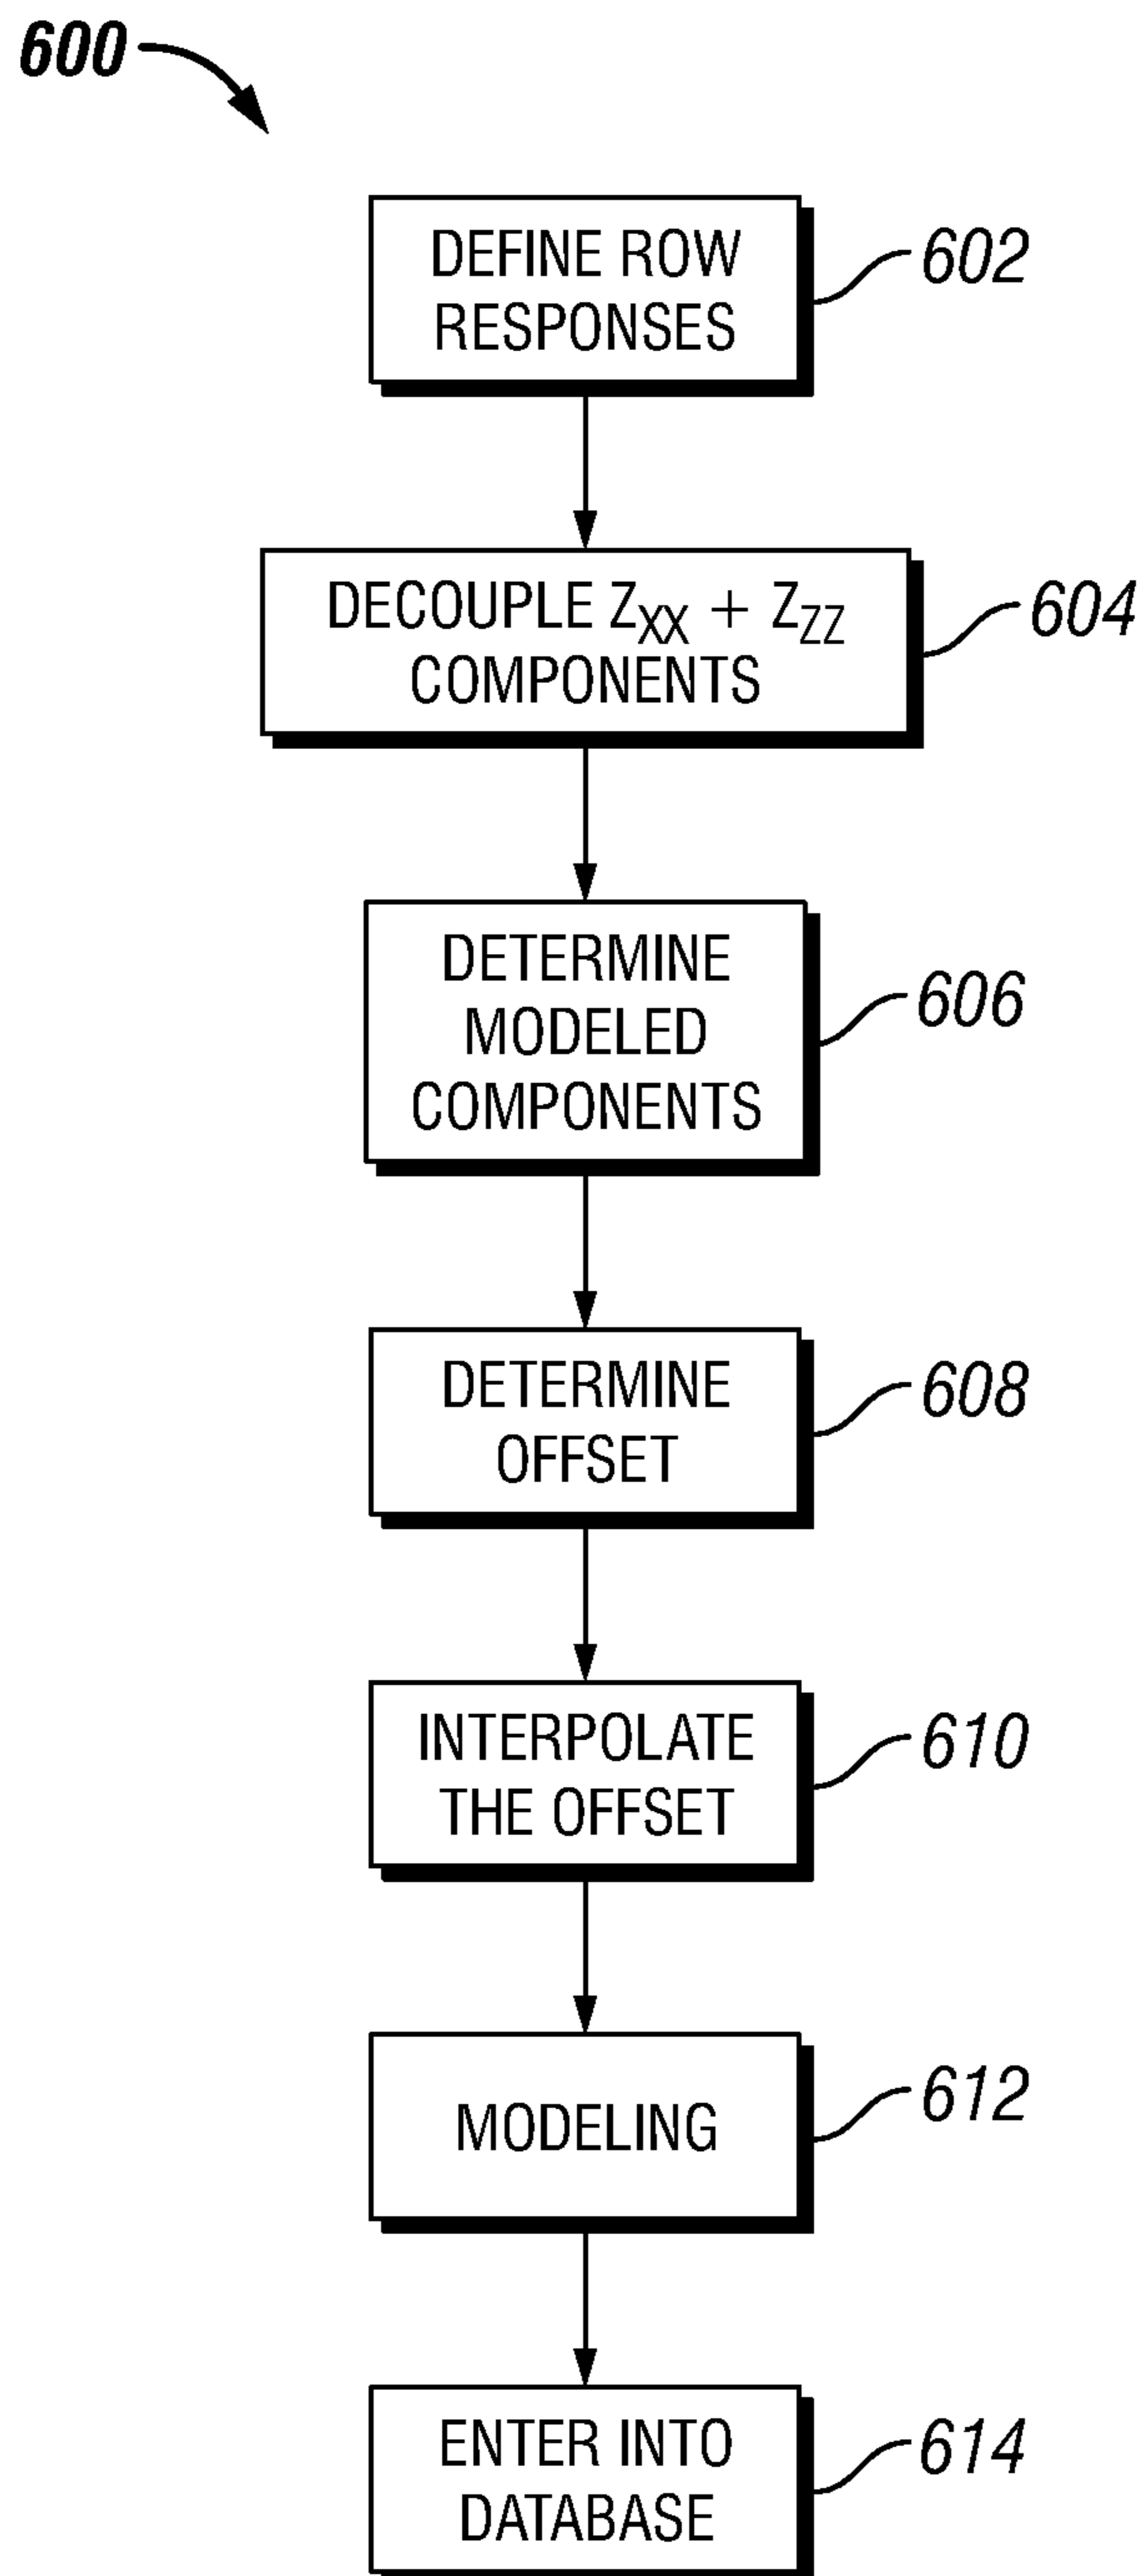 600
DEFINE ROW
RESPONSES
602
DECOUPLE ZXX + ZZZ
COMPONENTS
604
DETERMINE
MODELED
COMPONENTS
606
DETERMINE
OFFSET
608
INTERPOLATE
THE OFFSET
610
MODELING
612
ENTER INTO
DATABASE
614